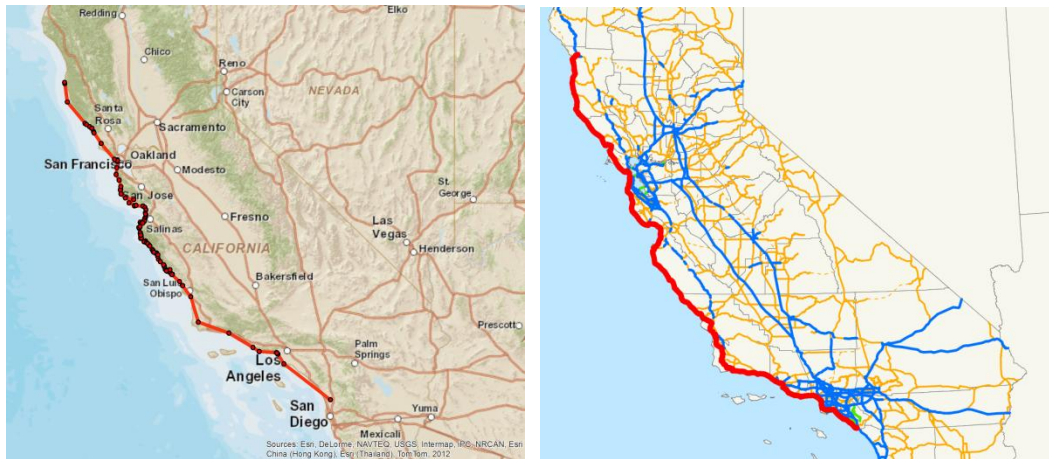 Redding
Elko
Chico
Reno
Carson
City
NEVADA
Santa
Rosa
Sacramento
San Francisco
Oakland
Modesto
San Jose
St.
George
Salinas
Fresno
Las
Vegas
CALIFORNIA
Henderson
San Luis
Obispo
Bakersfield
Prescott
Los
Angeles
Palm
Springs
San
Diego
Yuma
Mexicali
Sources: Esri, DeLorme, NAVTEQ, USGS, Intermap, iPC, NRCAN, Esri
China (Hong Kong), Esri (Thailand), TomTom, 2012